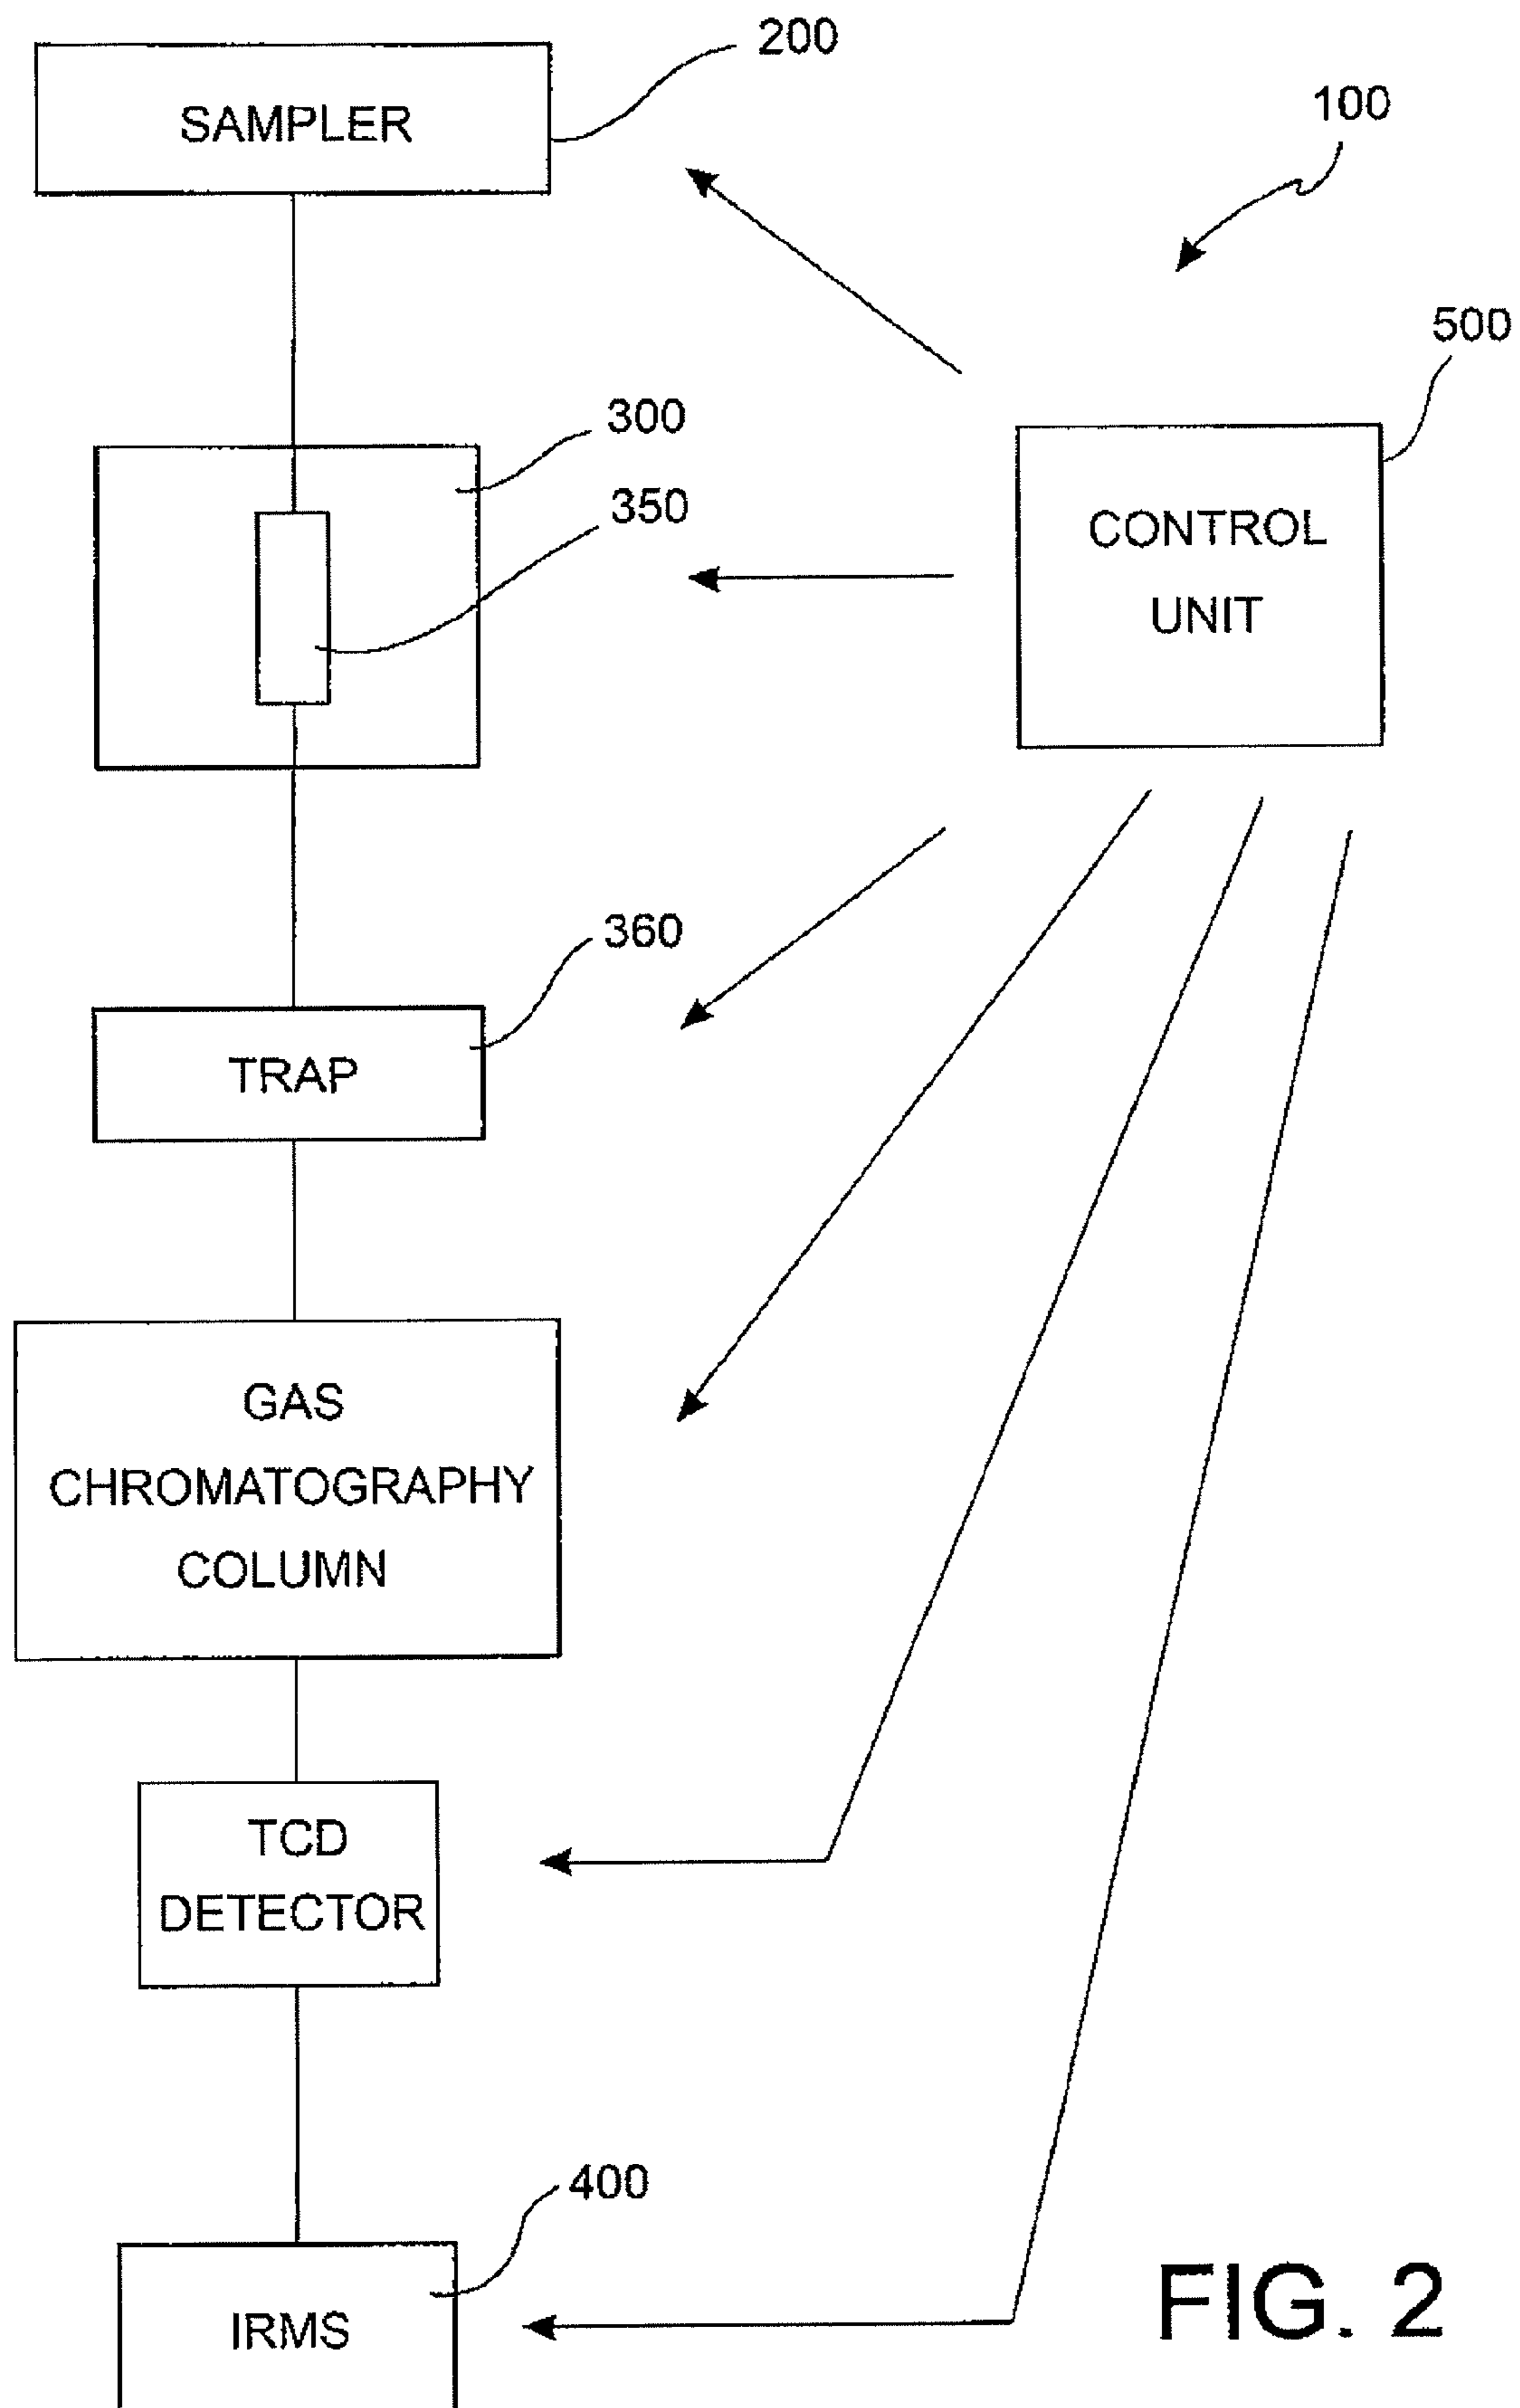 200
SAMPLER
100
500
300
350
CONTROL
UNIT
360
TRAP
GAS
CHROMATOGRAPHY
COLUMN
TCD
DETECTOR
400
IRMS
FIG. 2